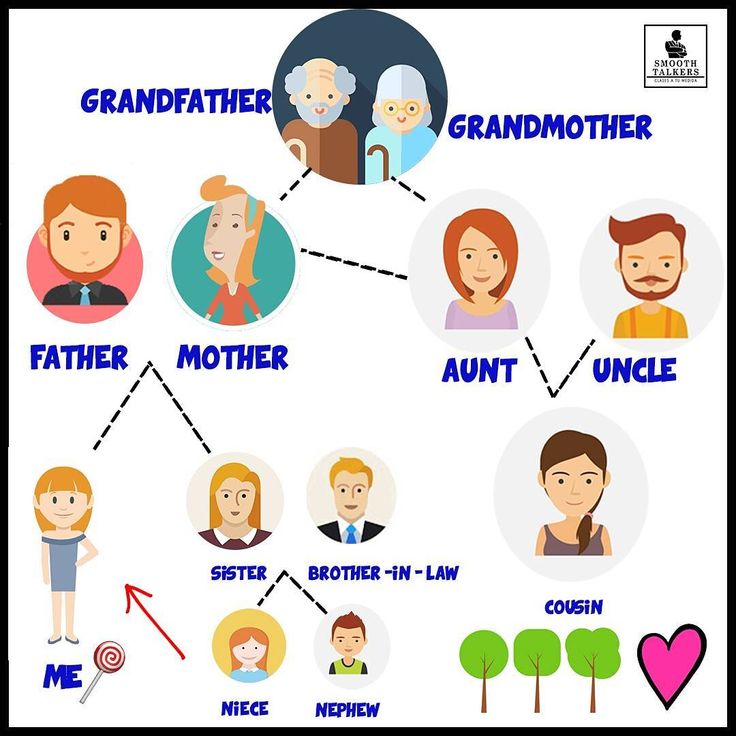 SMOOTH
TALKERS
CLASES A TU MEDIDA
GRANDFATHER
GRANDMOTHER
FATHER
MOTHER
AUNT
UNCLE
SiSTER
BROTHER -iN - LAW
COUSiN
ME
NiECE
NEPHEW